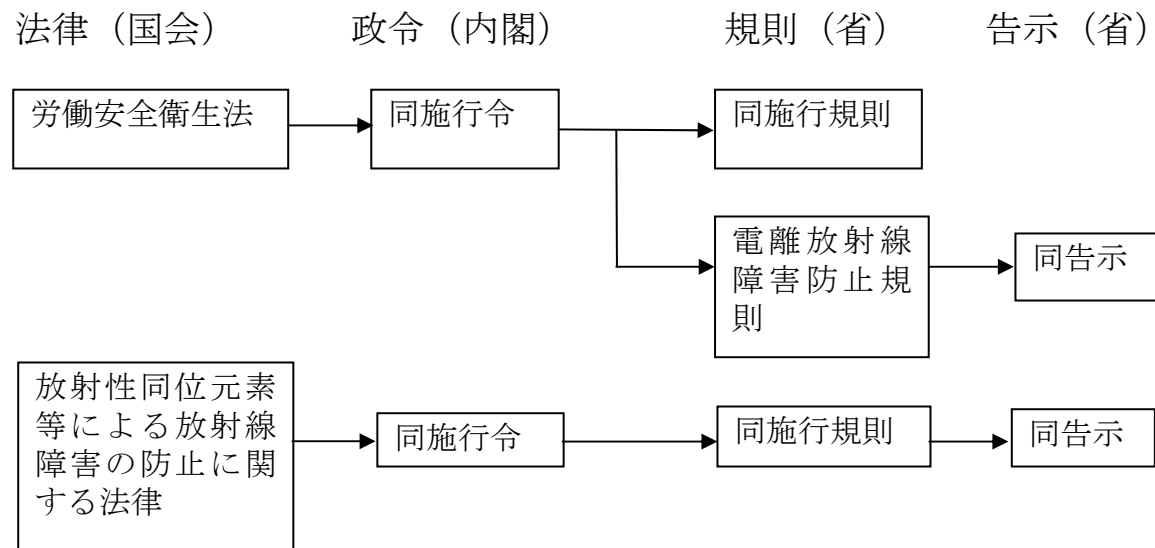 法律（国会） 政令（内閣） 規則（省） 告示（省）
労働安全衛生法 同施行令 同施行規則
電離放射線
障害防止規
則
同告示
放射性同位元素
等による放射線
障害の防止に関
する法律
同施行令 同施行規則 同告示